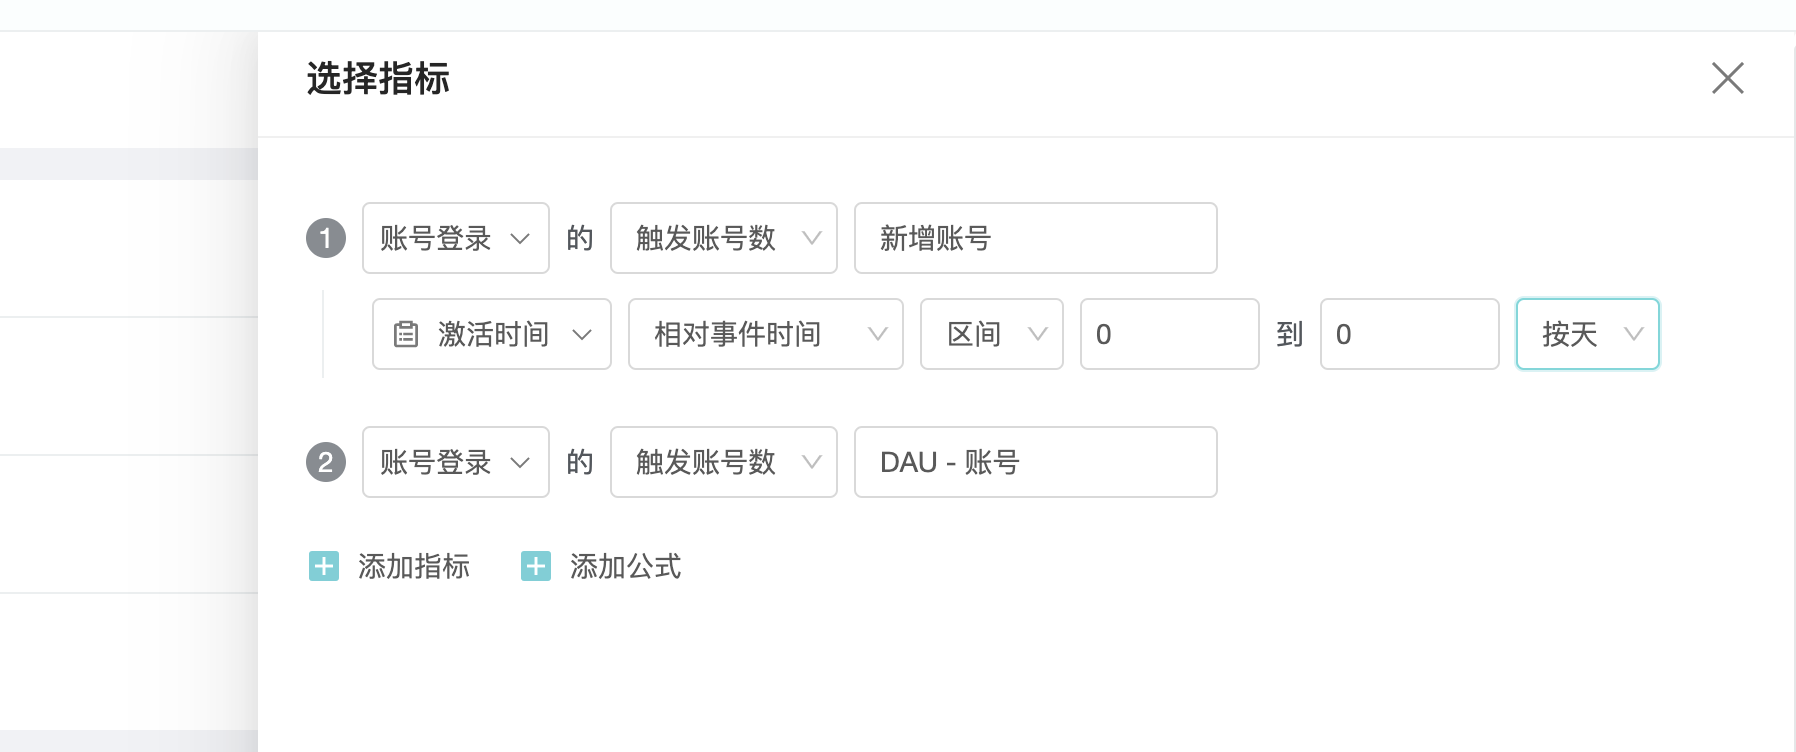 选择指标
1 账号登录 的 触发账号数 新增账号
激活时间 相对事件时间 区间 0 到 0 按天
2 账号登录 的 触发账号数 DAU - 账号
添加指标 添加公式